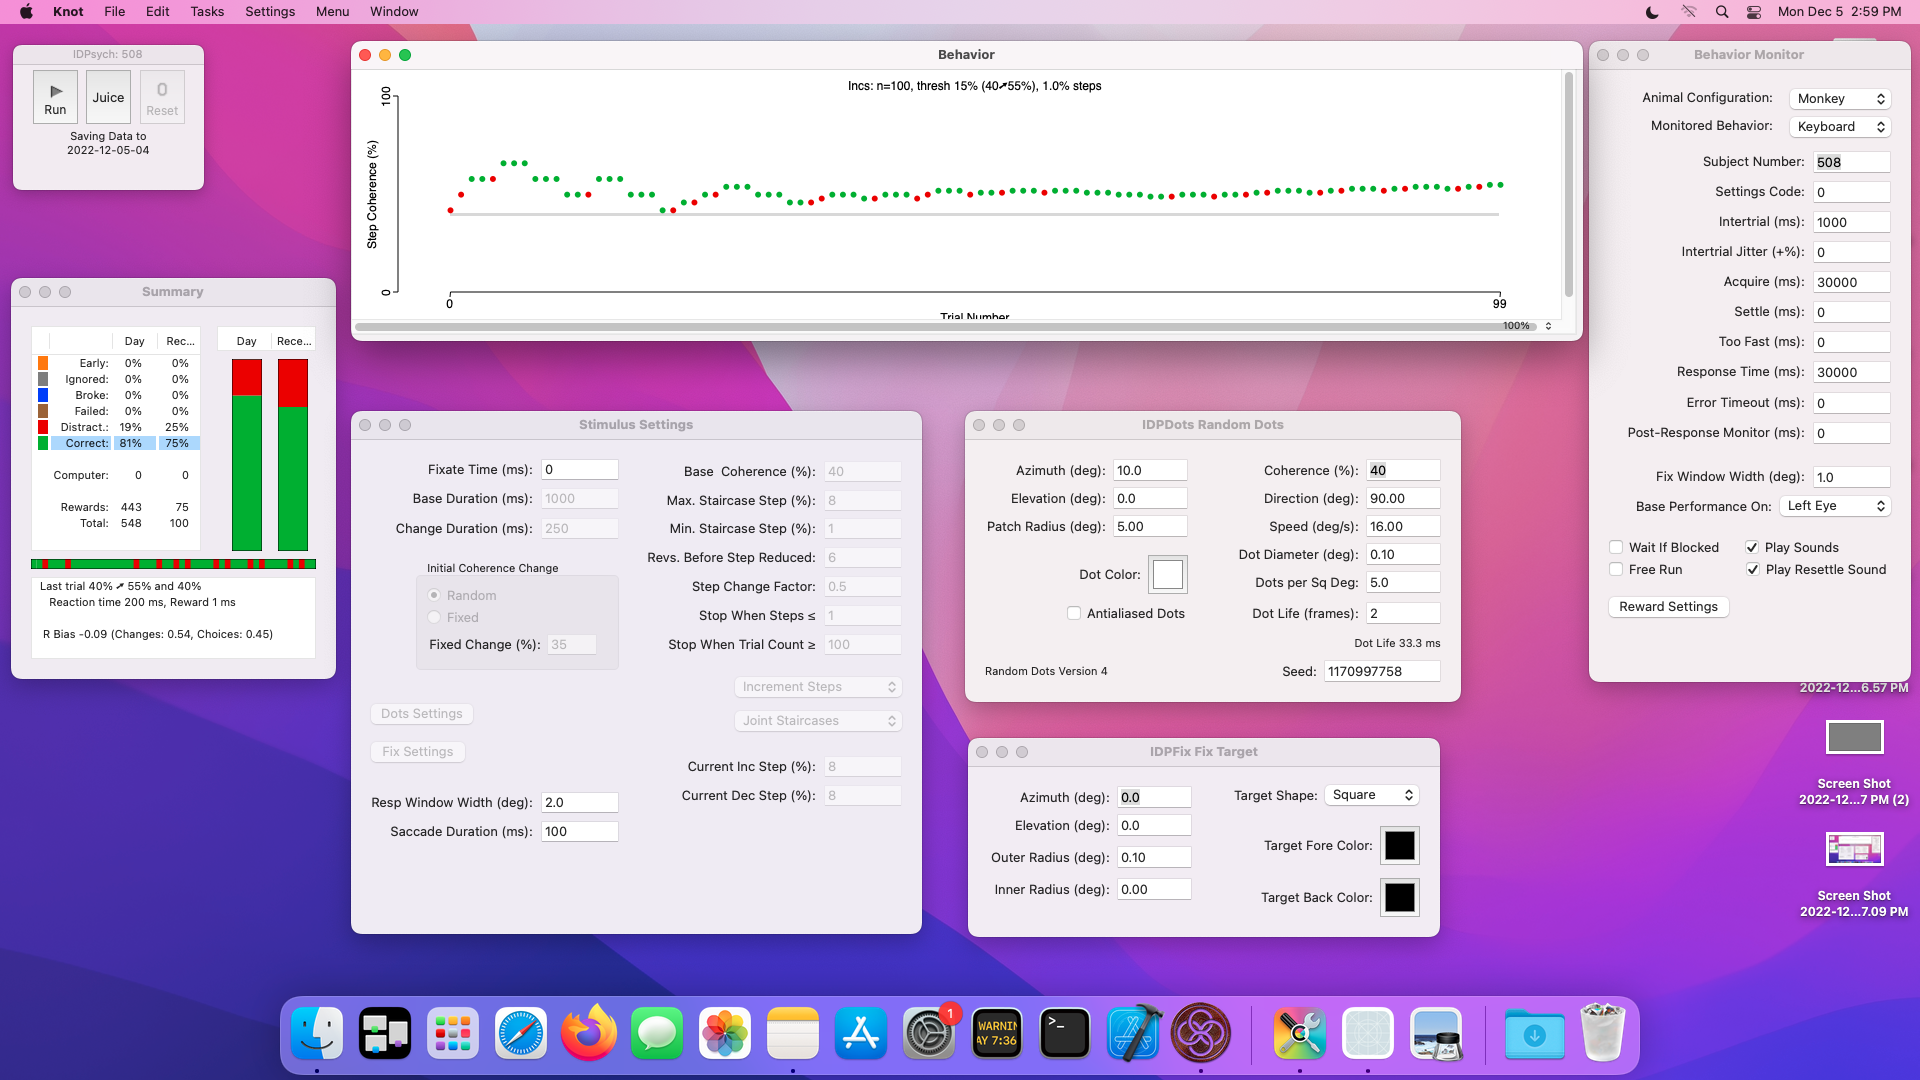 Knot File Edit Tasks Settings Menu Window
Mon Dec 5 2:59 PM
IDPsych: 508
Run
Juice
0
Reset
Saving Data to
2022-12-05-04
Behavior
Incs: n=100, thresh 15% (40➚55%), 1.0% steps
100
Step Coherence (%)
0
0
99
Trial Number
100%
Summary
Day Rec...
Early: 0% 0%
Ignored: 0% 0%
Broke: 0% 0%
Failed: 0% 0%
Distract.: 19% 25%
Correct: 81% 75%
Computer: 0 0
Rewards: 443 75
Total: 548 100
Day Rece...
Last trial 40% ➚ 55% and 40%
Reaction time 200 ms, Reward 1 ms
R Bias -0.09 (Changes: 0.54, Choices: 0.45)
Stimulus Settings
Fixate Time (ms): 0
Base Duration (ms): 1000
Change Duration (ms): 250
Initial Coherence Change
Random
Fixed
Fixed Change (%): 35
Dots Settings
Fix Settings
Resp Window Width (deg): 2.0
Saccade Duration (ms): 100
Base Coherence (%): 40
Max. Staircase Step (%): 8
Min. Staircase Step (%): 1
Revs. Before Step Reduced: 6
Step Change Factor: 0.5
Stop When Steps ≤ 1
Stop When Trial Count ≥ 100
Increment Steps
Joint Staircases
Current Inc Step (%): 8
Current Dec Step (%): 8
IDPDots Random Dots
Azimuth (deg): 10.0
Elevation (deg): 0.0
Patch Radius (deg): 5.00
Dot Color:
Antialiased Dots
Random Dots Version 4
Coherence (%): 40
Direction (deg): 90.00
Speed (deg/s): 16.00
Dot Diameter (deg): 0.10
Dots per Sq Deg: 5.0
Dot Life (frames): 2
Dot Life 33.3 ms
Seed: 1170997758
IDPFix Fix Target
Azimuth (deg): 0.0
Elevation (deg): 0.0
Outer Radius (deg): 0.10
Inner Radius (deg): 0.00
Target Shape: Square
Target Fore Color:
Target Back Color:
Behavior Monitor
Animal Configuration: Monkey
Monitored Behavior: Keyboard
Subject Number: 508
Settings Code: 0
Intertrial (ms): 1000
Intertrial Jitter (+%): 0
Acquire (ms): 30000
Settle (ms): 0
Too Fast (ms): 0
Response Time (ms): 30000
Error Timeout (ms): 0
Post-Response Monitor (ms): 0
Fix Window Width (deg): 1.0
Base Performance On: Left Eye
Wait If Blocked
Play Sounds
Free Run
Play Resettle Sound
Reward Settings
2022-12...6.57 PM
Screen Shot
2022-12...7 PM (2)
Screen Shot
2022-12...7.09 PM
1
WARNIN
AY 7:36
>_